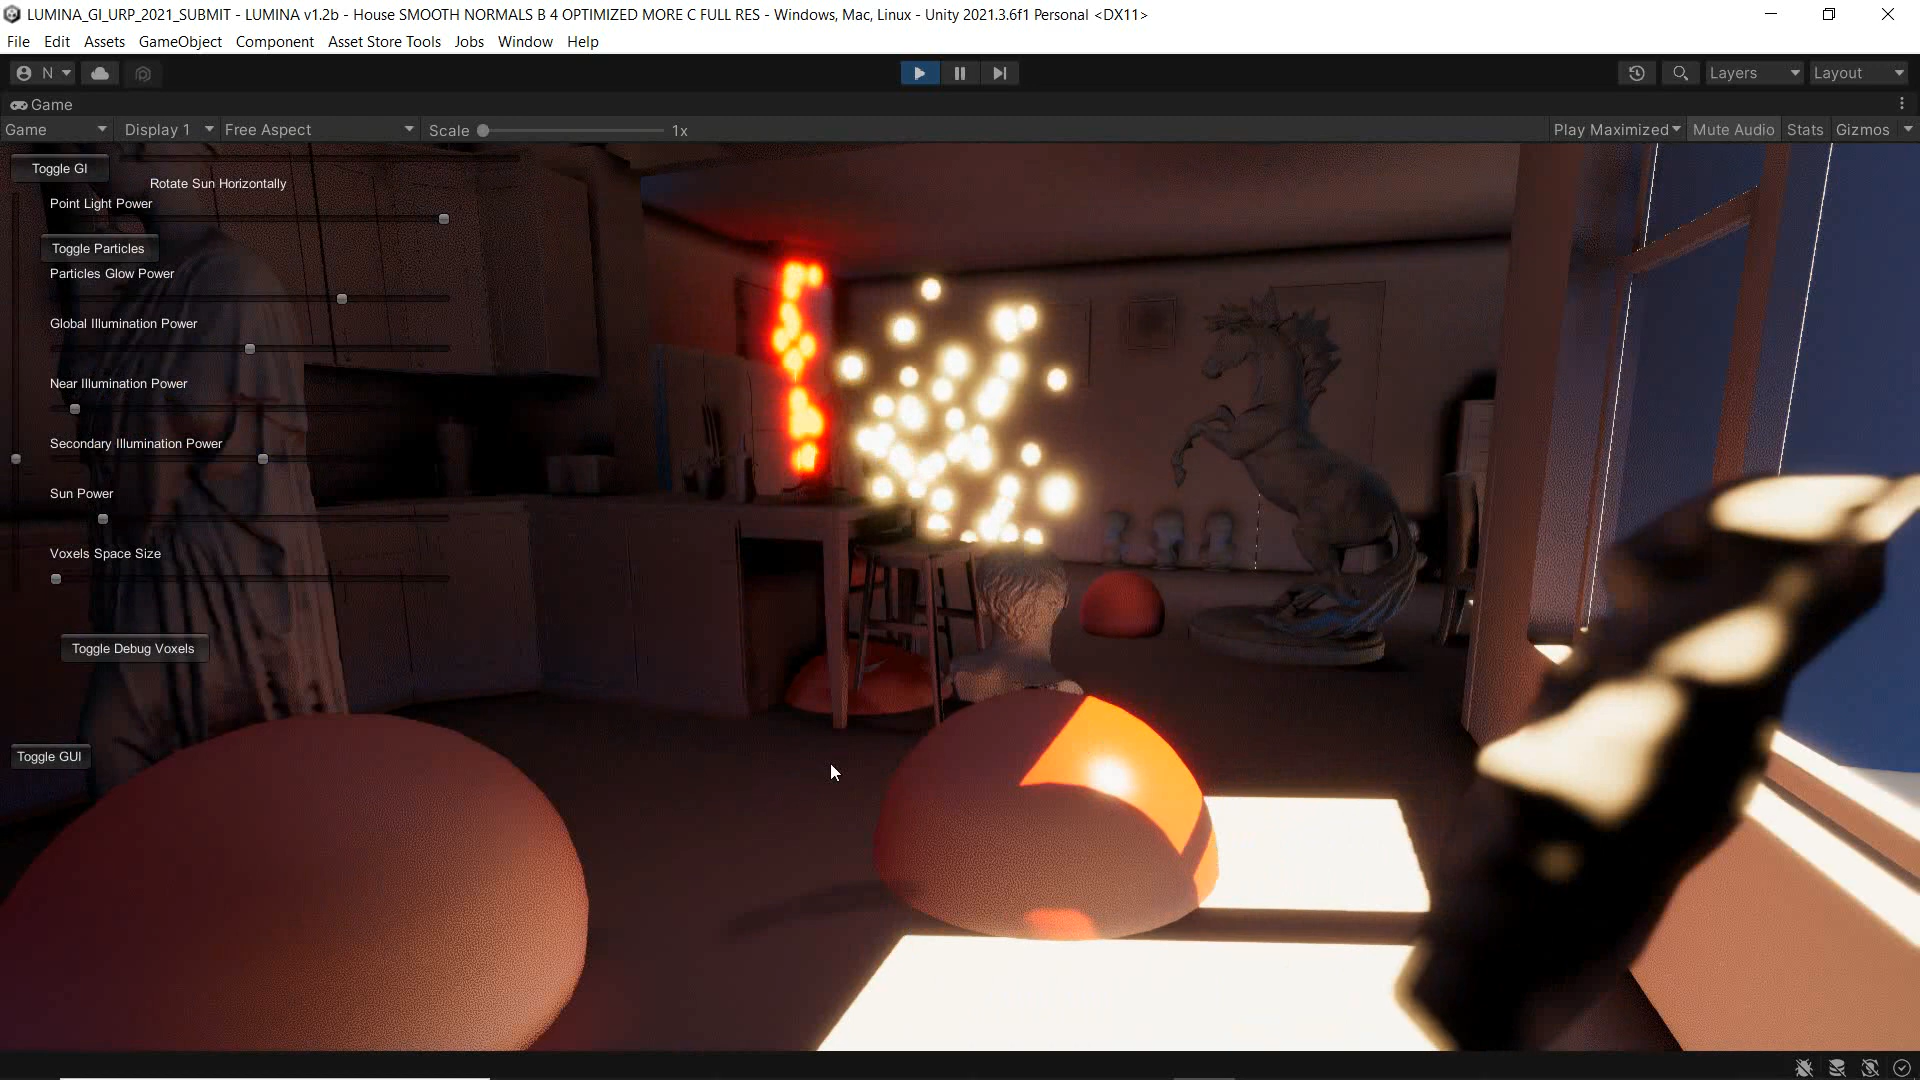 LUMINA_GI_URP_2021_SUBMIT - LUMINA v1.2b - House SMOOTH NORMALS B 4 OPTIMIZED MORE C FULL RES - Windows, Mac, Linux - Unity 2021.3.6f1 Personal <DX11>
File Edit Assets GameObject Component Asset Store Tools Jobs Window Help
N Layers Layout
Game
Game Display 1 Free Aspect Scale 1x Play Maximized Mute Audio Stats Gizmos
Toggle GI
Rotate Sun Horizontally
Point Light Power
Toggle Particles
Particles Glow Power
Global Illumination Power
Near Illumination Power
Secondary Illumination Power
Sun Power
Voxels Space Size
Toggle Debug Voxels
Toggle GUI